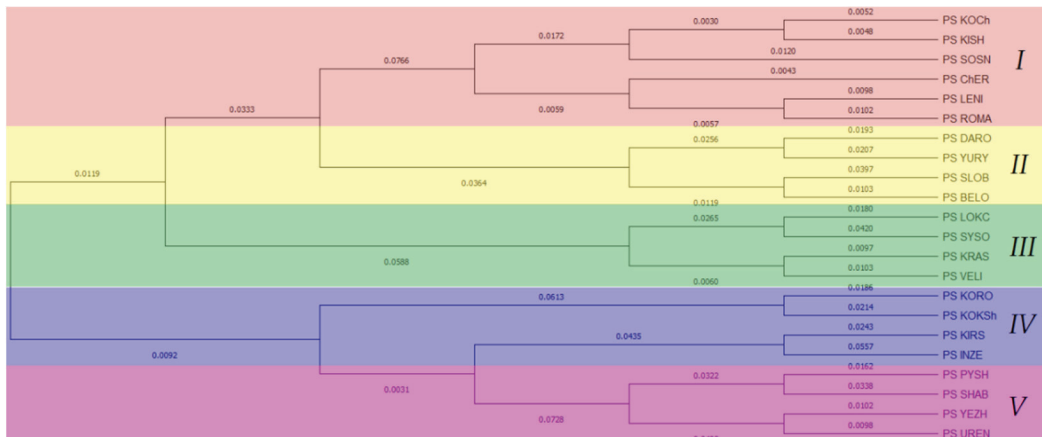 0.0052
0.0030 PS KOCh
0.0048
0.0172 PS KISH
0.0120
PS SOSN I
0.0766 0.0043
PS ChER
0.0098
PS LENI
0.0333 0.0059 0.0102
PS ROMA
0.0057
0.0193
0.0256 PS DARO
0.0207
PS YURY
0.0119 0.0397 II
0.0364 PS SLOB
0.0103
PS BELO
0.0119
0.0180
0.0265 PS LOKC
0.0420
PS SYSO
0.0097 III
0.0588 PS KRAS
0.0103
PS VELI
0.0060
0.0186
0.0613 PS KORO
0.0214
PS KOKSh
0.0243 IV
0.0435 PS KIRS
0.0557
0.0092 PS INZE
0.0162
0.0322 PS PYSH
0.0031 0.0338
PS SHAB
0.0102 V
0.0728 PS YEZH
0.0098
PS UREN